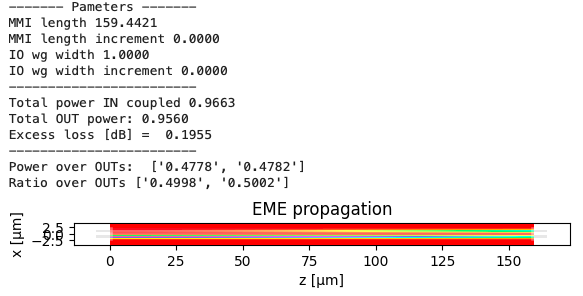 ------- Pameters -------
MMI length 159.4421
MMI length increment 0.0000
IO wg width 1.0000
IO wg width increment 0.0000
------------------------
Total power IN coupled 0.9663
Total OUT power: 0.9560
Excess loss [dB] =  0.1955
------------------------
Power over OUTs:  ['0.4778', '0.4782']
Ratio over OUTs ['0.4998', '0.5002']
EME propagation
x [μm]
2.5
0.0
−2.5
0 25 50 75 100 125 150
z [μm]